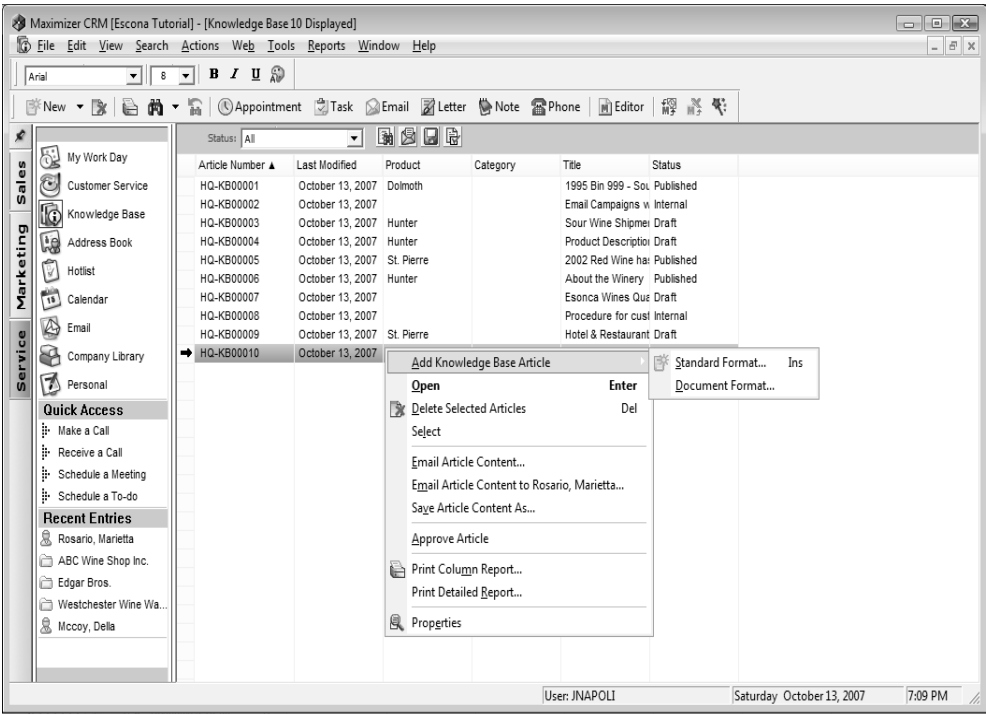 Maximizer CRM [Escona Tutorial] - [Knowledge Base 10 Displayed]
File Edit View Search Actions Web Tools Reports Window Help
Arial 8 B I U
New Appointment Task Email Letter Note Phone Editor
Status: All
Sales
Marketing
Service
My Work Day
Customer Service
Knowledge Base
Address Book
Hotlist
Calendar
Email
Company Library
Personal
Quick Access
Make a Call
Receive a Call
Schedule a Meeting
Schedule a To-do
Recent Entries
Rosario, Marietta
ABC Wine Shop Inc.
Edgar Bros.
Westchester Wine Wa...
Mccoy, Della
Article Number Last Modified Product Category Title Status
HQ-KB00001 October 13, 2007 Dolmoth 1995 Bin 999 - Sou Published
HQ-KB00002 October 13, 2007 Email Campaigns w Internal
HQ-KB00003 October 13, 2007 Hunter Sour Wine Shipmen Draft
HQ-KB00004 October 13, 2007 Hunter Product Description Draft
HQ-KB00005 October 13, 2007 St. Pierre 2002 Red Wine has Published
HQ-KB00006 October 13, 2007 Hunter About the Winery Published
HQ-KB00007 October 13, 2007 Esonca Wines Qua Draft
HQ-KB00008 October 13, 2007 Procedure for cust Internal
HQ-KB00009 October 13, 2007 St. Pierre Hotel & Restaurant Draft
HQ-KB00010 October 13, 2007
Add Knowledge Base Article
Open Enter
Delete Selected Articles Del
Select
Email Article Content...
Email Article Content to Rosario, Marietta...
Save Article Content As...
Approve Article
Print Column Report...
Print Detailed Report...
Properties
Standard Format... Ins
Document Format...
User: JNAPOLI Saturday October 13, 2007 7:09 PM